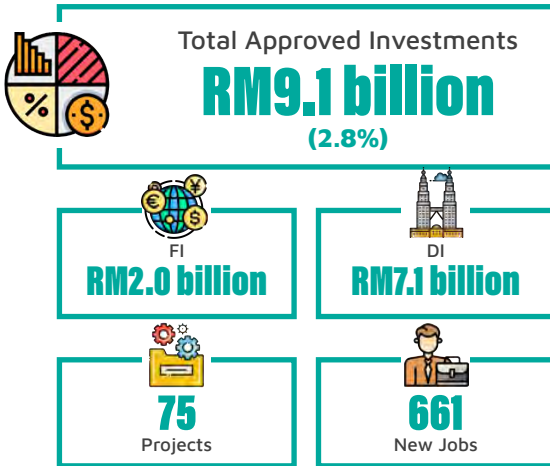 Total Approved Investments
RM9.1 billion
(2.8%)
FI
RM2.0 billion
DI
RM7.1 billion
75
Projects
661
New Jobs